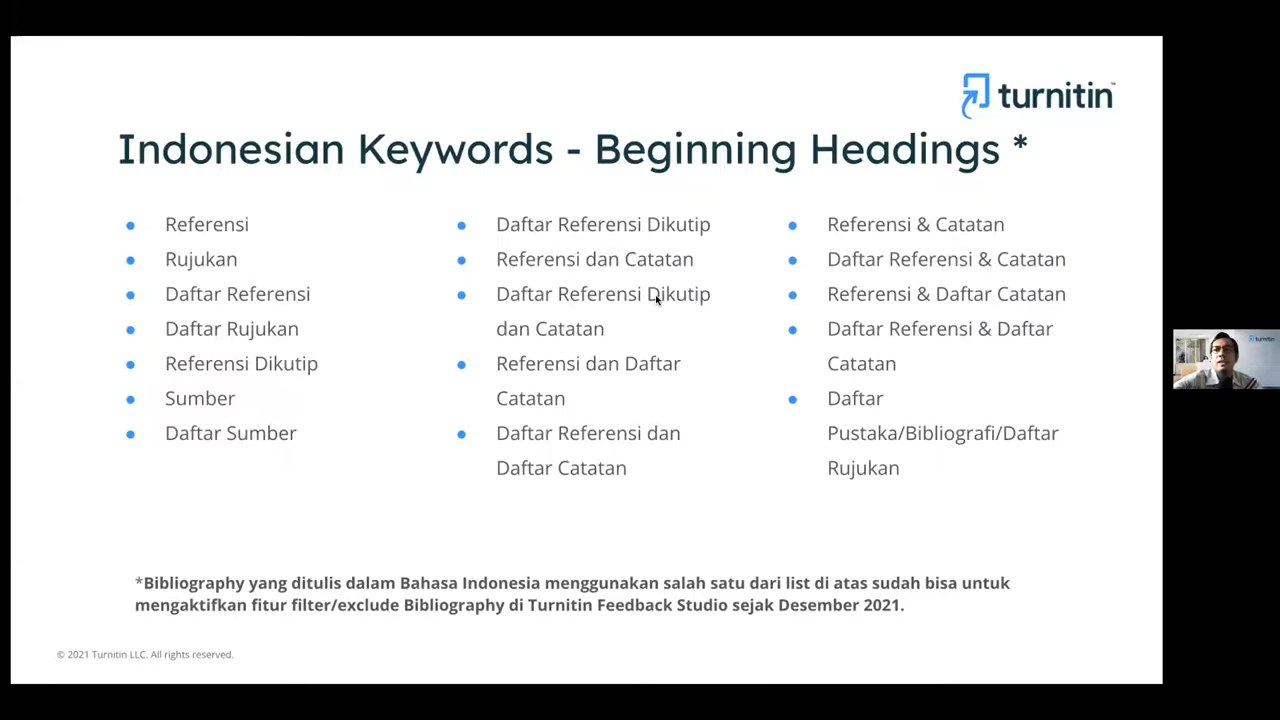 turnitin™
Indonesian Keywords - Beginning Headings *
Referensi
Rujukan
Daftar Referensi
Daftar Rujukan
Referensi Dikutip
Sumber
Daftar Sumber
Daftar Referensi Dikutip
Referensi dan Catatan
Daftar Referensi Dikutip
dan Catatan
Referensi dan Daftar
Catatan
Daftar Referensi dan
Daftar Catatan
Referensi & Catatan
Daftar Referensi & Catatan
Referensi & Daftar Catatan
Daftar Referensi & Daftar
Catatan
Daftar
Pustaka/Bibliografi/Daftar
Rujukan
*Bibliography yang ditulis dalam Bahasa Indonesia menggunakan salah satu dari list di atas sudah bisa untuk
mengaktifkan fitur filter/exclude Bibliography di Turnitin Feedback Studio sejak Desember 2021.
© 2021 Turnitin LLC. All rights reserved.
turnitin